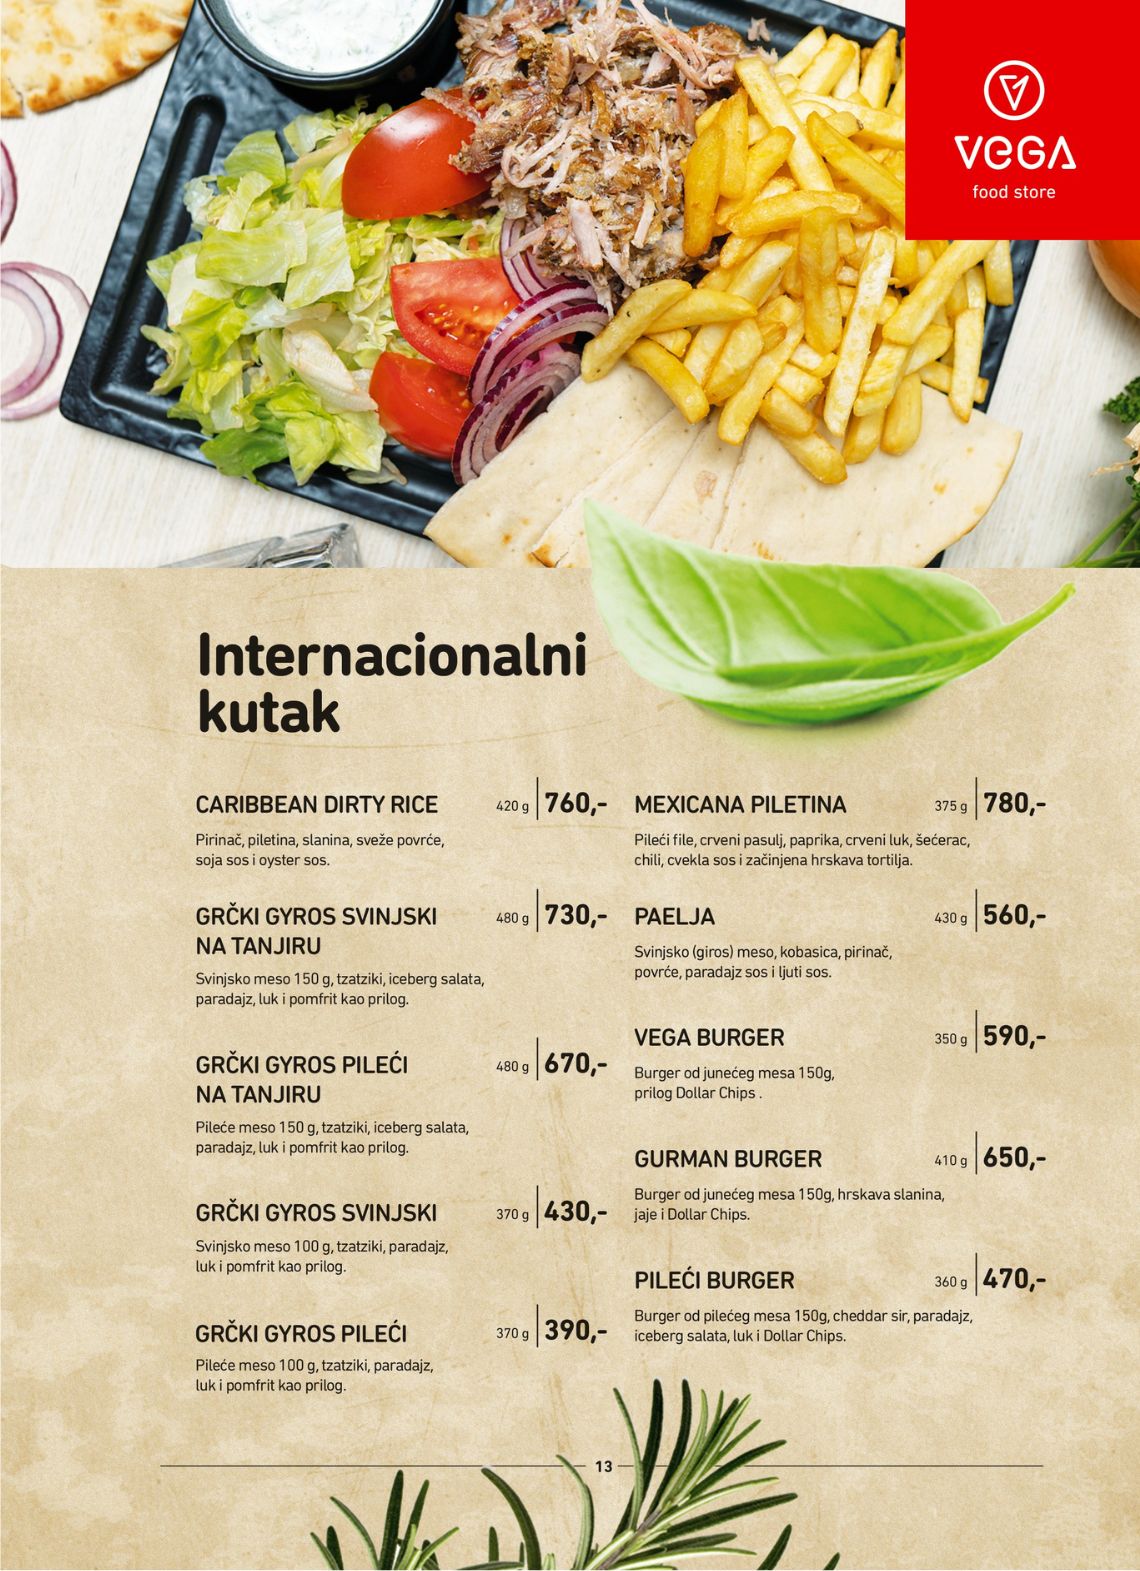 VEGA
food store
Internacionalni
kutak
CARIBBEAN DIRTY RICE 420 g 760,-
Pirinač, piletina, slanina, sveže povrće,
soja sos i oyster sos.
GRČKI GYROS SVINJSKI 480 g 730,-
NA TANJIRU
Svinjsko meso 150 g, tzatziki, iceberg salata,
paradajz, luk i pomfrit kao prilog.
GRČKI GYROS PILEĆI 480 g 670,-
NA TANJIRU
Pileće meso 150 g, tzatziki, iceberg salata,
paradajz, luk i pomfrit kao prilog.
GRČKI GYROS SVINJSKI 370 g 430,-
Svinjsko meso 100 g, tzatziki, paradajz,
luk i pomfrit kao prilog.
GRČKI GYROS PILEĆI 370 g 390,-
Pileće meso 100 g, tzatziki, paradajz,
luk i pomfrit kao prilog.
MEXICANA PILETINA 375 g 780,-
Pileći file, crveni pasulj, paprika, crveni luk, šećerac,
chili, cvekla sos i začinjena hrskava tortilja.
PAELJA 430 g 560,-
Svinjsko (giros) meso, kobasica, pirinač,
povrće, paradajz sos i ljuti sos.
VEGA BURGER 350 g 590,-
Burger od junećeg mesa 150g,
prilog Dollar Chips .
GURMAN BURGER 410 g 650,-
Burger od junećeg mesa 150g, hrskava slanina,
jaje i Dollar Chips.
PILEĆI BURGER 360 g 470,-
Burger od pilećeg mesa 150g, cheddar sir, paradajz,
iceberg salata, luk i Dollar Chips.
13